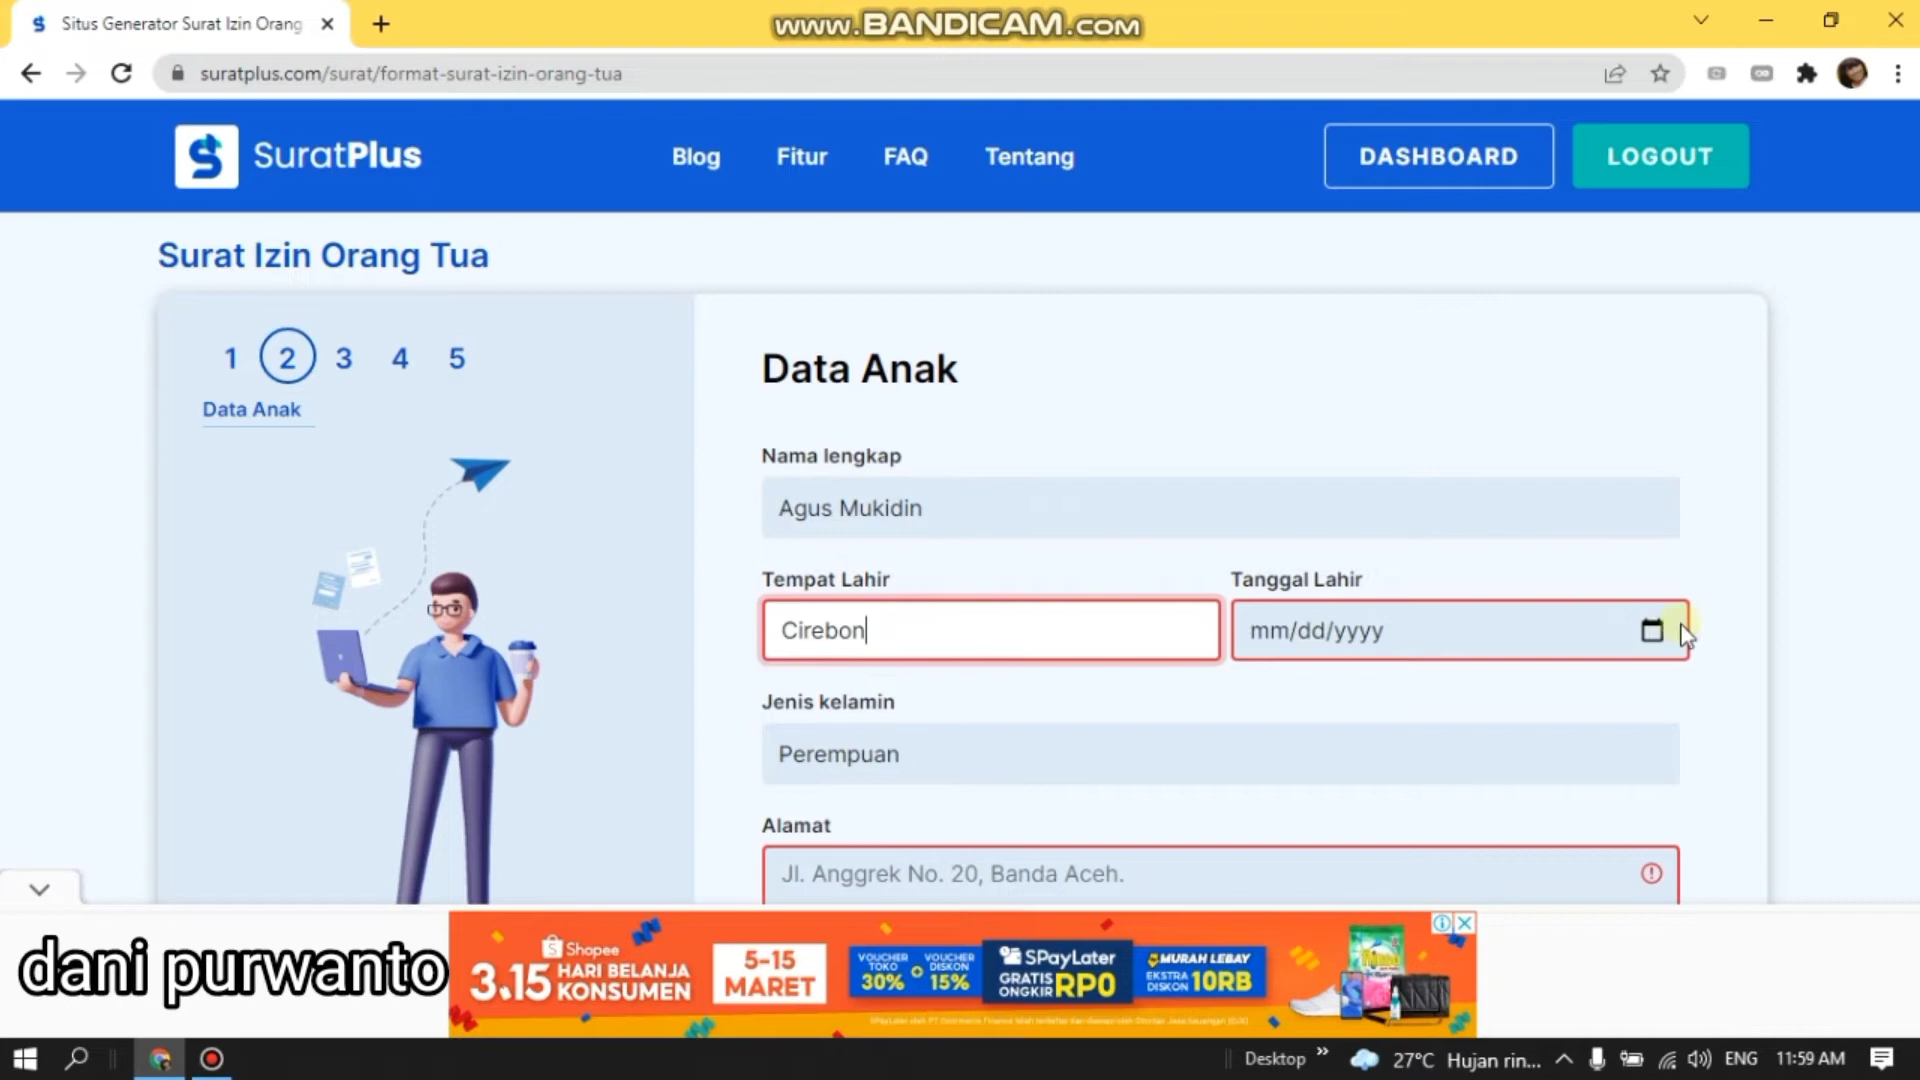 Situs Generator Surat Izin Orang
www.BANDICAM.com
suratplus.com/surat/format-surat-izin-orang-tua
SuratPlus
Blog
Fitur
FAQ
Tentang
DASHBOARD
LOGOUT
Surat Izin Orang Tua
1 2 3 4 5
Data Anak
Data Anak
Nama lengkap
Agus Mukidin
Tempat Lahir
Tanggal Lahir
Cirebon
mm/dd/yyyy
Jenis kelamin
Perempuan
Alamat
Jl. Anggrek No. 20, Banda Aceh.
dani purwanto
Shopee
3.15 HARI BELANJA KONSUMEN
5-15
MARET
VOUCHER TOKO 30% + VOUCHER DISKON 15%
SPayLater
GRATIS ONGKIR RP0
MURAH LEBAY
EKSTRA DISKON 10RB
Desktop
27°C Hujan rin...
ENG
11:59 AM